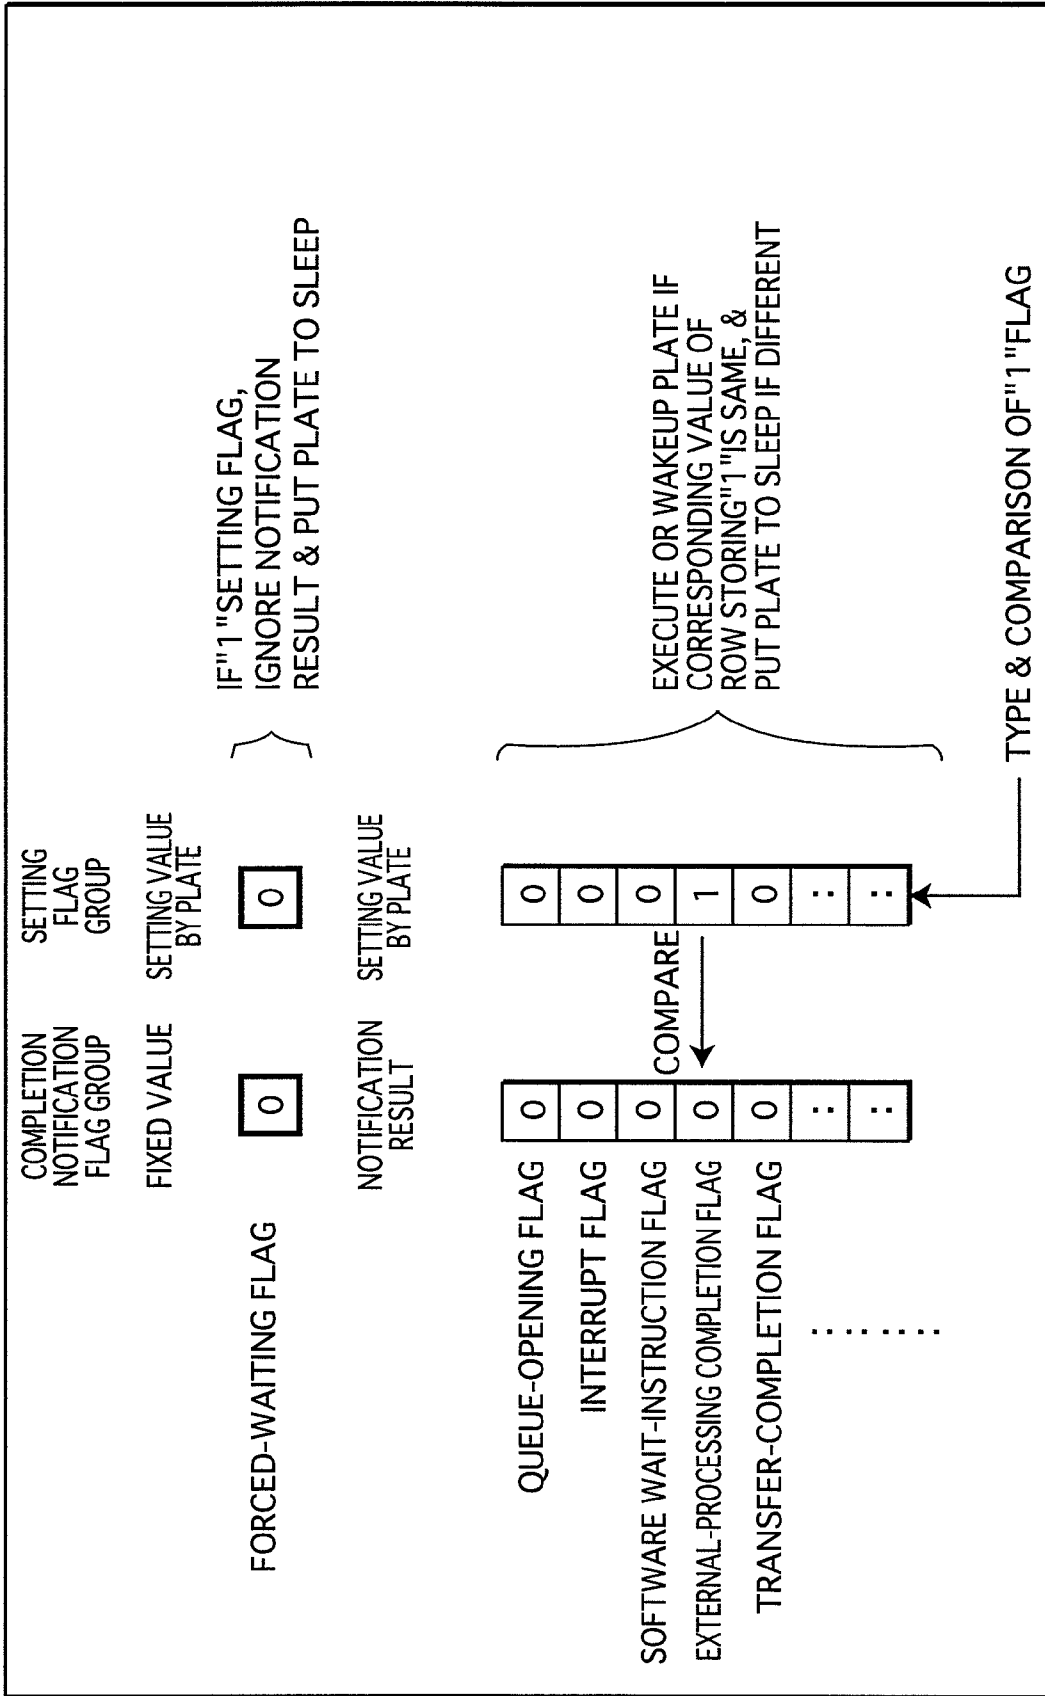 COMPLETION
NOTIFICATION
FLAG GROUP
SETTING
FLAG
GROUP
FIXED VALUE
SETTING VALUE
BY PLATE
FORCED-WAITING FLAG
0
0
IF"1"SETTING FLAG,
IGNORE NOTIFICATION
RESULT & PUT PLATE TO SLEEP
NOTIFICATION
RESULT
SETTING VALUE
BY PLATE
QUEUE-OPENING FLAG
0
0
INTERRUPT FLAG
0
0
SOFTWARE WAIT-INSTRUCTION FLAG
0
0
EXTERNAL-PROCESSING COMPLETION FLAG
0
COMPARE
1
TRANSFER-COMPLETION FLAG
0
0
:
:
:
:
........
EXECUTE OR WAKEUP PLATE IF
CORRESPONDING VALUE OF
ROW STORING"1"IS SAME, &
PUT PLATE TO SLEEP IF DIFFERENT
TYPE & COMPARISON OF"1"FLAG